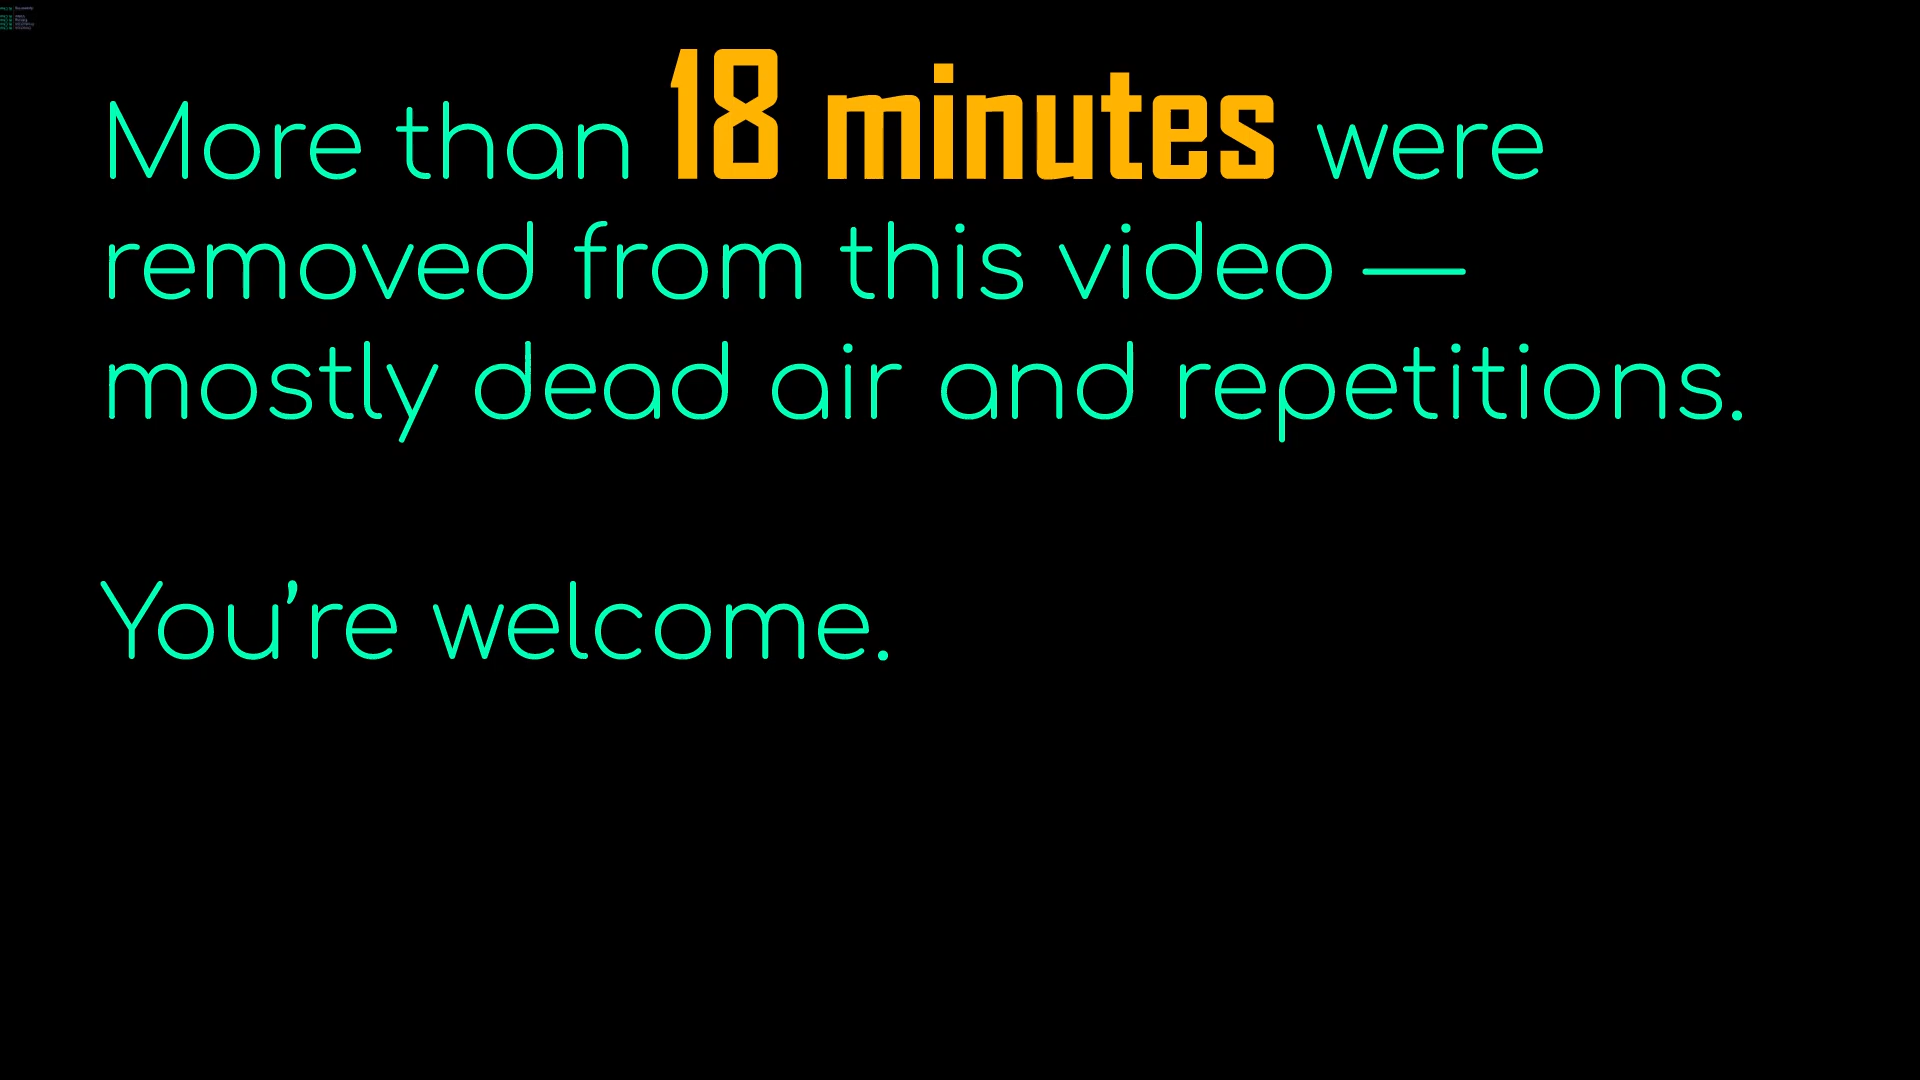 More than 18 minutes were
removed from this video —
mostly dead air and repetitions.
You’re welcome.